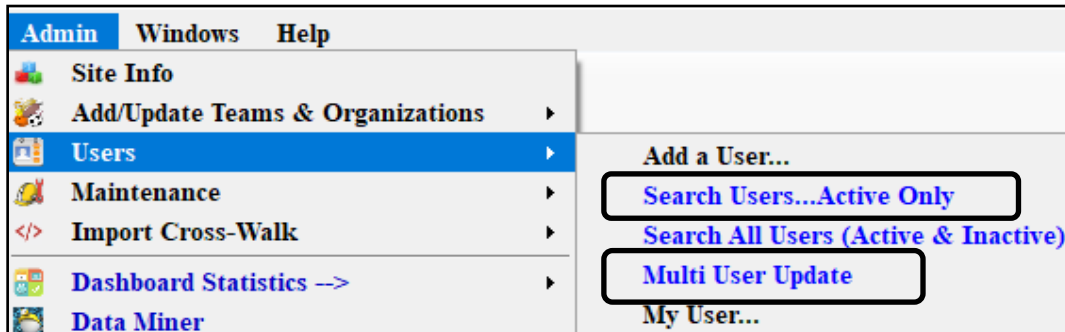 Admin Windows Help
Site Info
Add/Update Teams & Organizations
Users
Maintenance
Import Cross-Walk
Dashboard Statistics -->
Data Miner
Add a User...
Search Users...Active Only
Search All Users (Active & Inactive)
Multi User Update
My User...